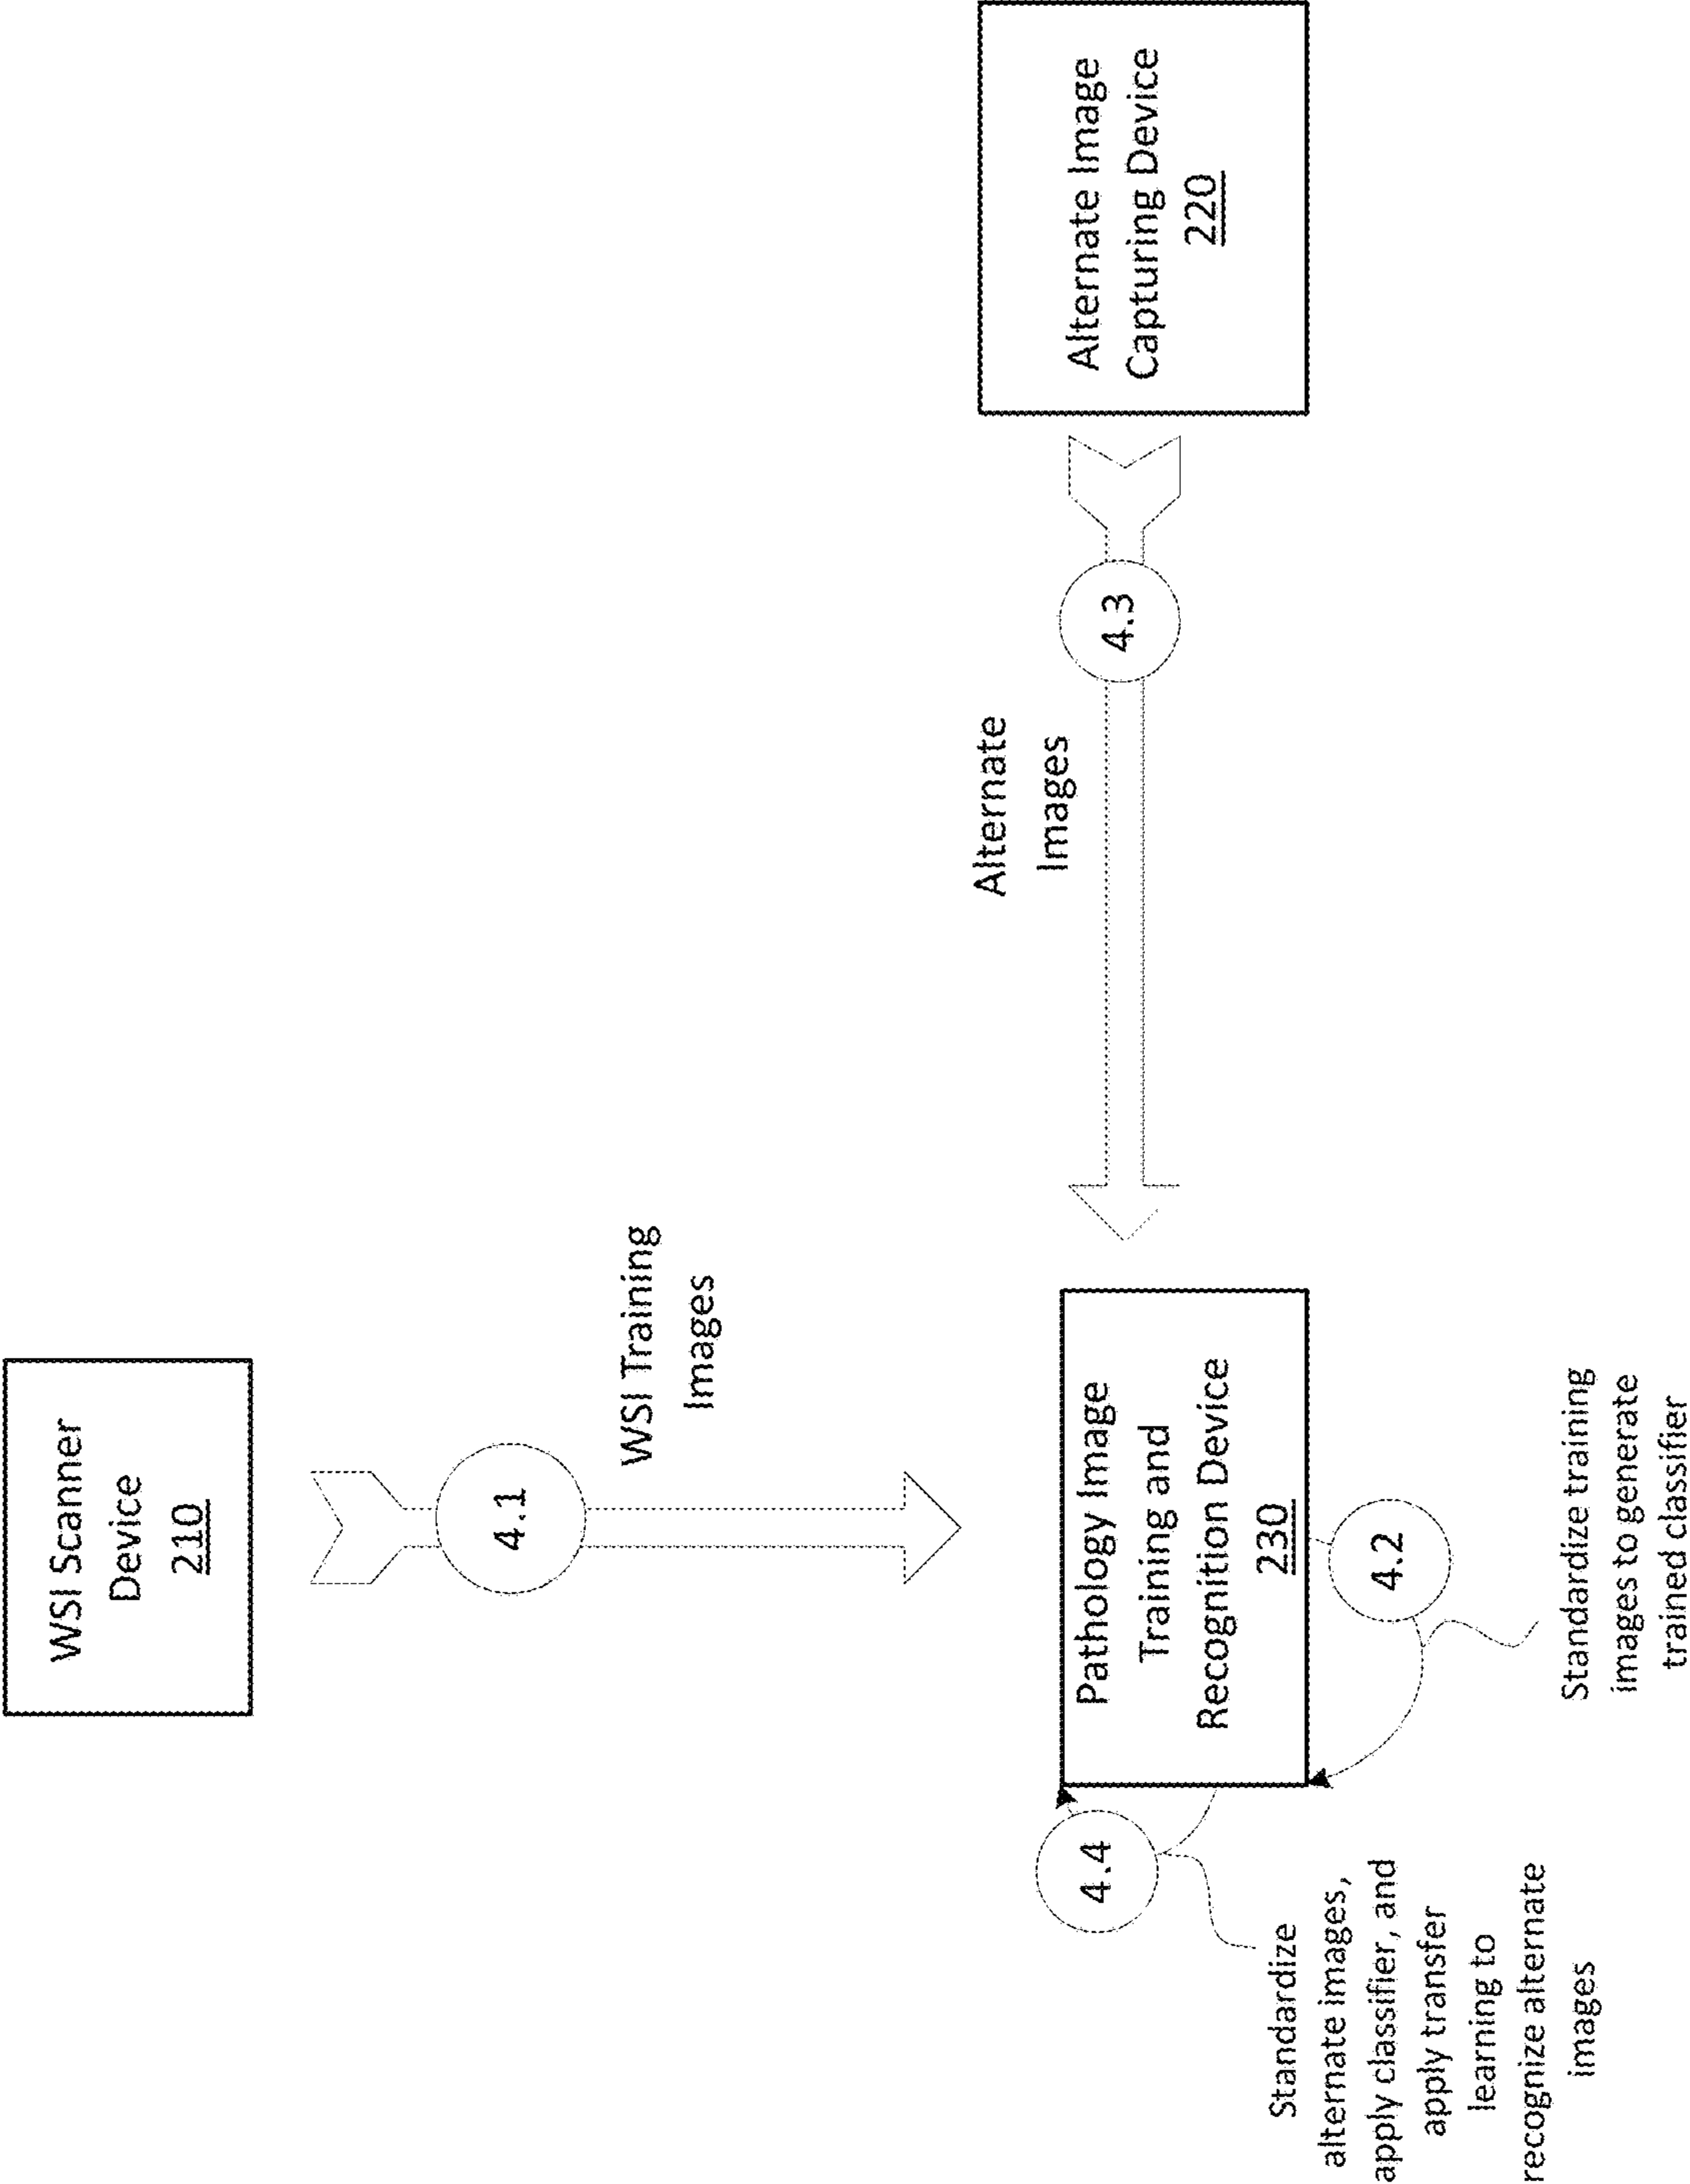 WSI Scanner
Device
210
4.1
WSI Training
Images
Pathology Image
Training and
Recognition Device
230
4.2
Standardize training
images to generate
trained classifier
Alternate Image
Capturing Device
220
4.3
Alternate
Images
4.4
Standardize
alternate images,
apply classifier, and
apply transfer
learning to
recognize alternate
images